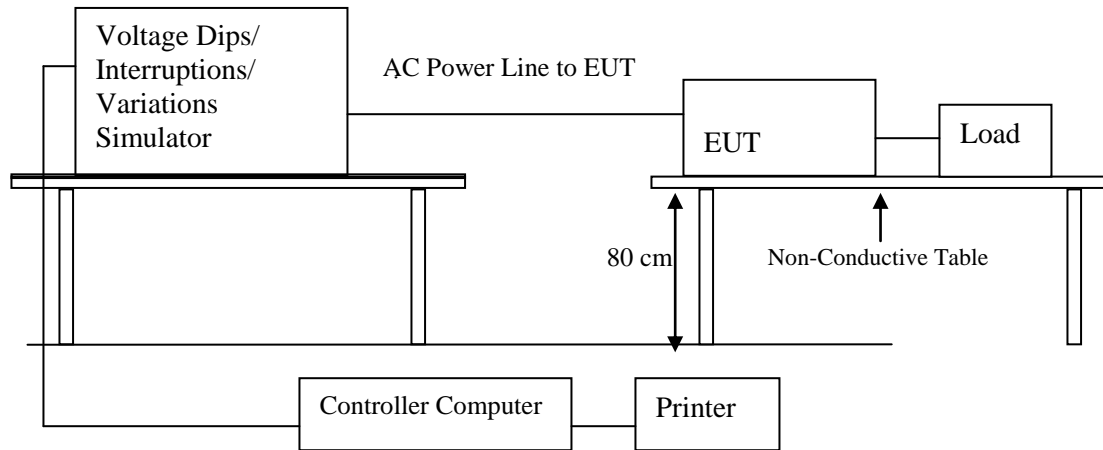 Voltage Dips/
Interruptions/
Variations
Simulator
AC Power Line to EUT
EUT
Load
80 cm
Non-Conductive Table
Controller Computer
Printer